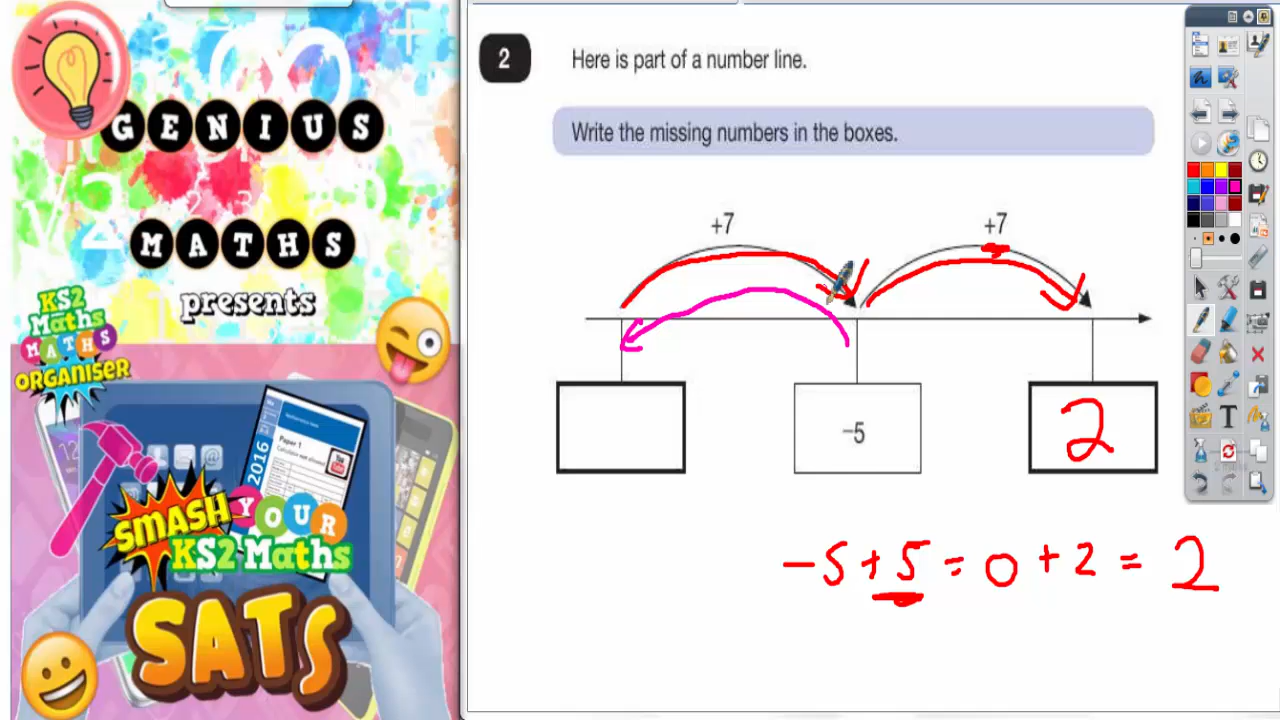 GENIUS
MATHS
presents
KS2
Maths
MATHS
ORGANISER
2016
Paper 1
SMASH YOUR
KS2 Maths
SATS
2
Here is part of a number line.
Write the missing numbers in the boxes.
+7
+7
−5
2
−5+5=0+2=2
T